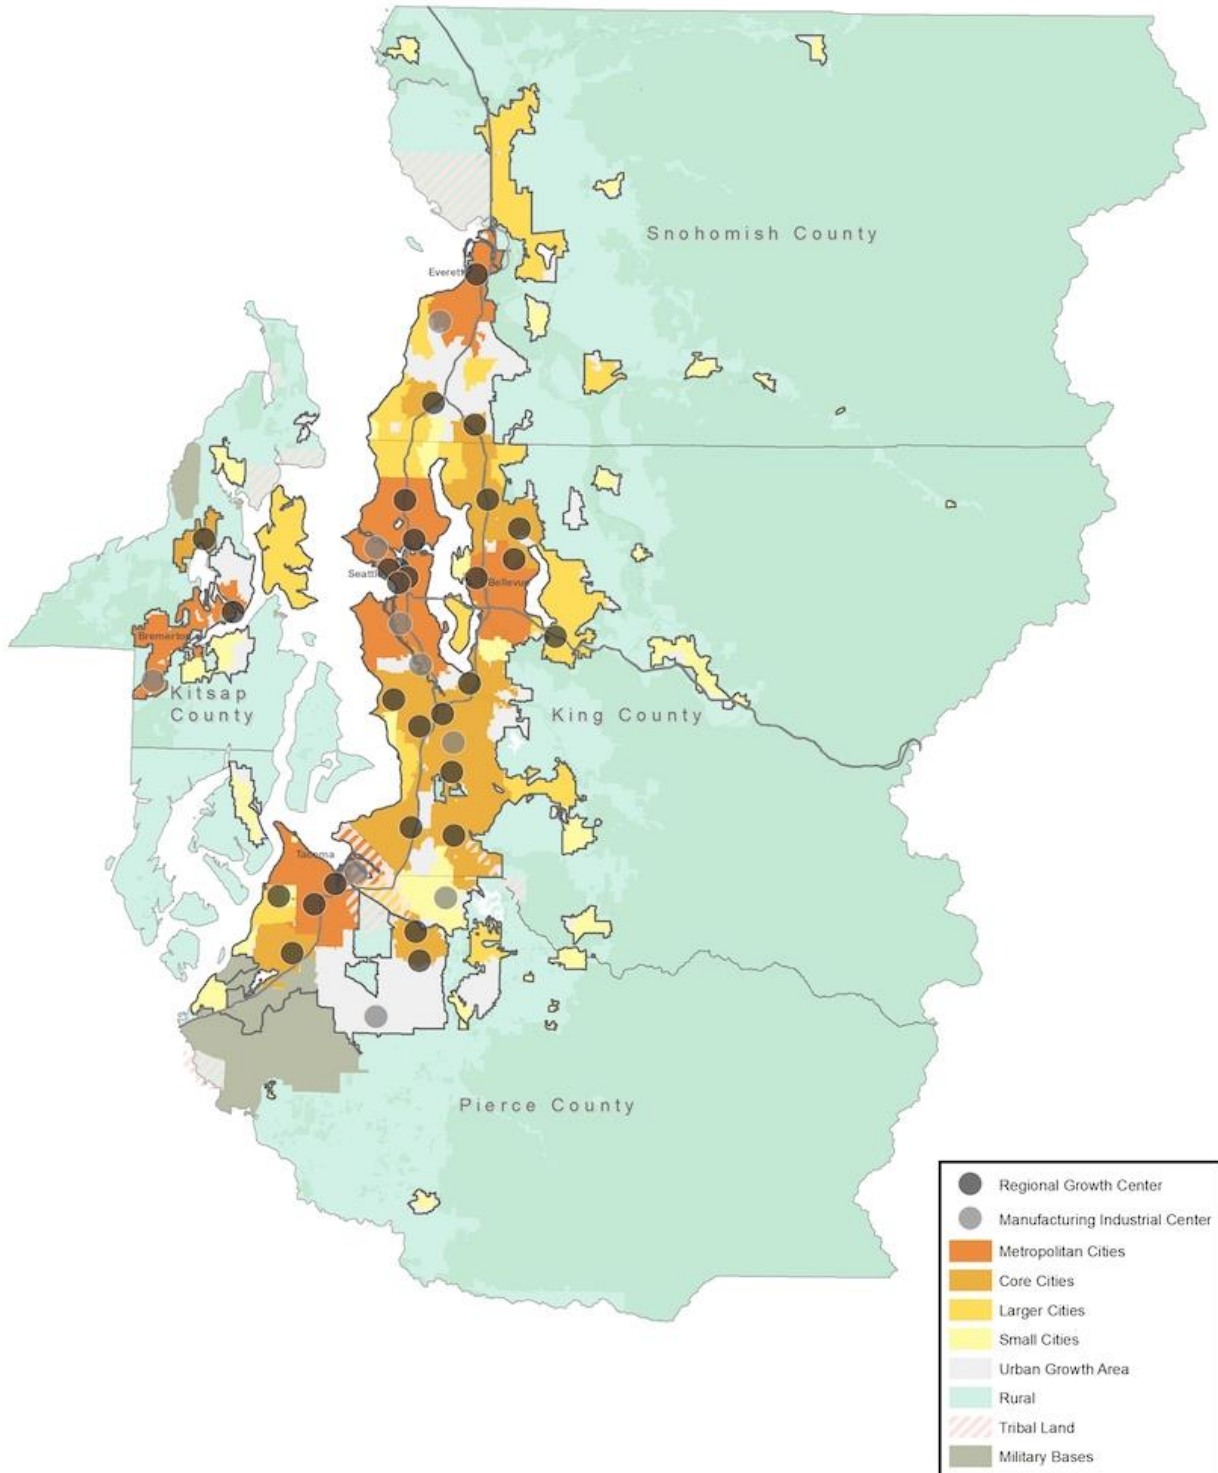 Snohomish County
Everett
Seattle
Bellevue
Bremerton
Kitsap
County
King County
Tacoma
Pierce County
Regional Growth Center
Manufacturing Industrial Center
Metropolitan Cities
Core Cities
Larger Cities
Small Cities
Urban Growth Area
Rural
Tribal Land
Military Bases